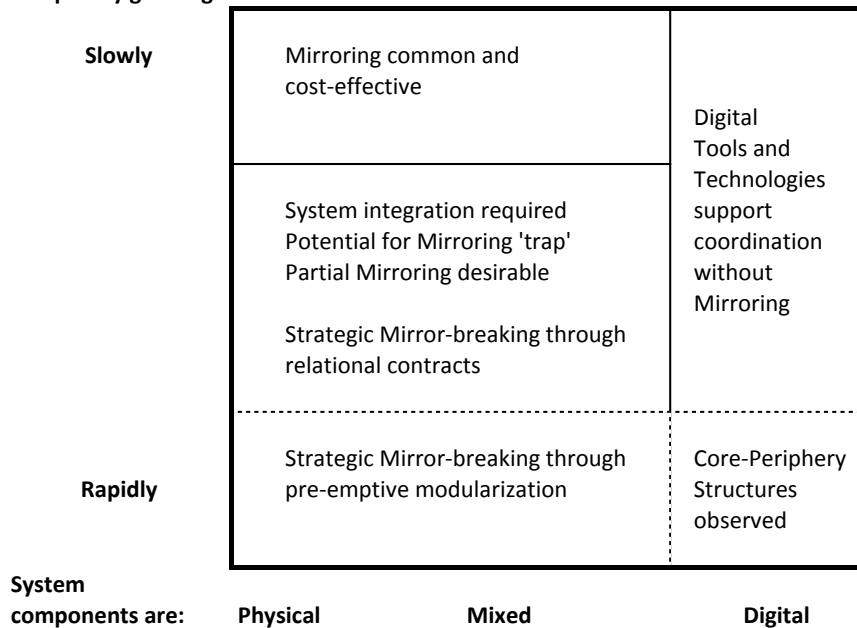 Slowly
Mirroring common and
cost-effective
Digital
Tools and
Technologies
support
coordination
without
Mirroring
System integration required
Potential for Mirroring 'trap'
Partial Mirroring desirable
Strategic Mirror-breaking through
relational contracts
Rapidly
Strategic Mirror-breaking through
pre-emptive modularization
Core-Periphery
Structures
observed
System
components are: Physical Mixed Digital